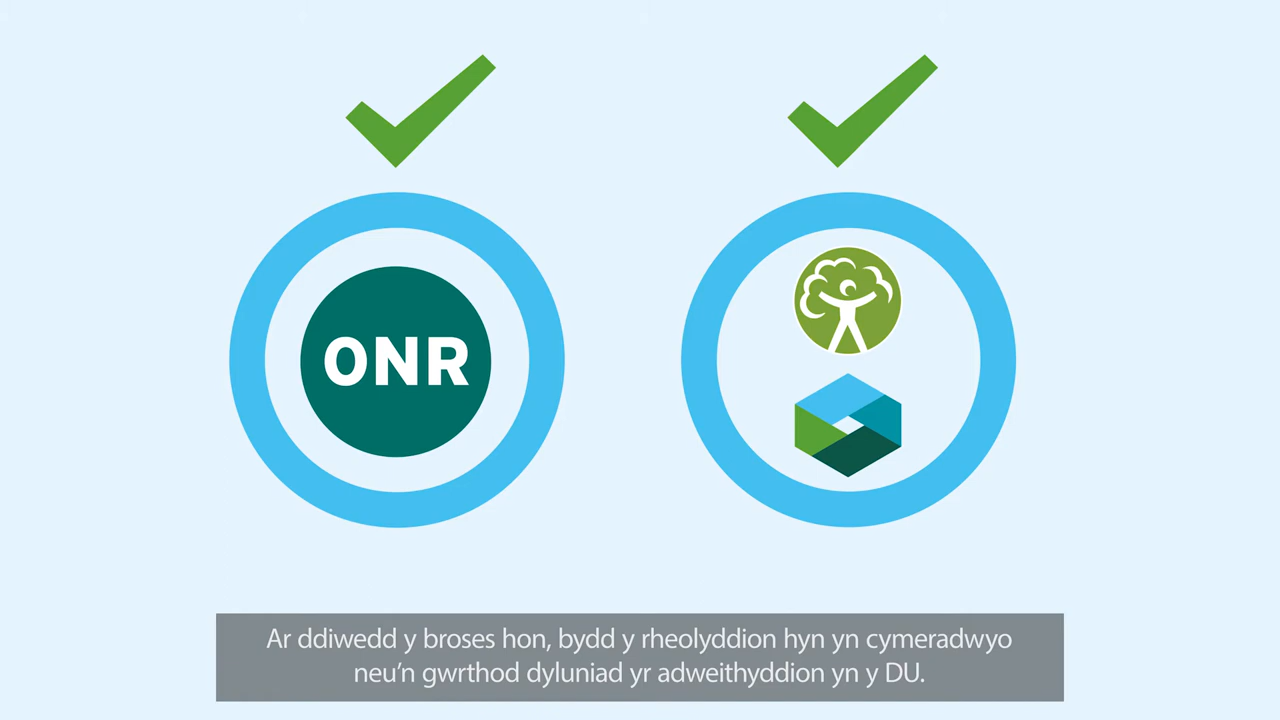 ONR
Ar ddiwedd y broses hon, bydd y rheolyddion hyn yn cymeradwyo
neu'n gwrthod dyluniad yr adweithyddion yn y DU.